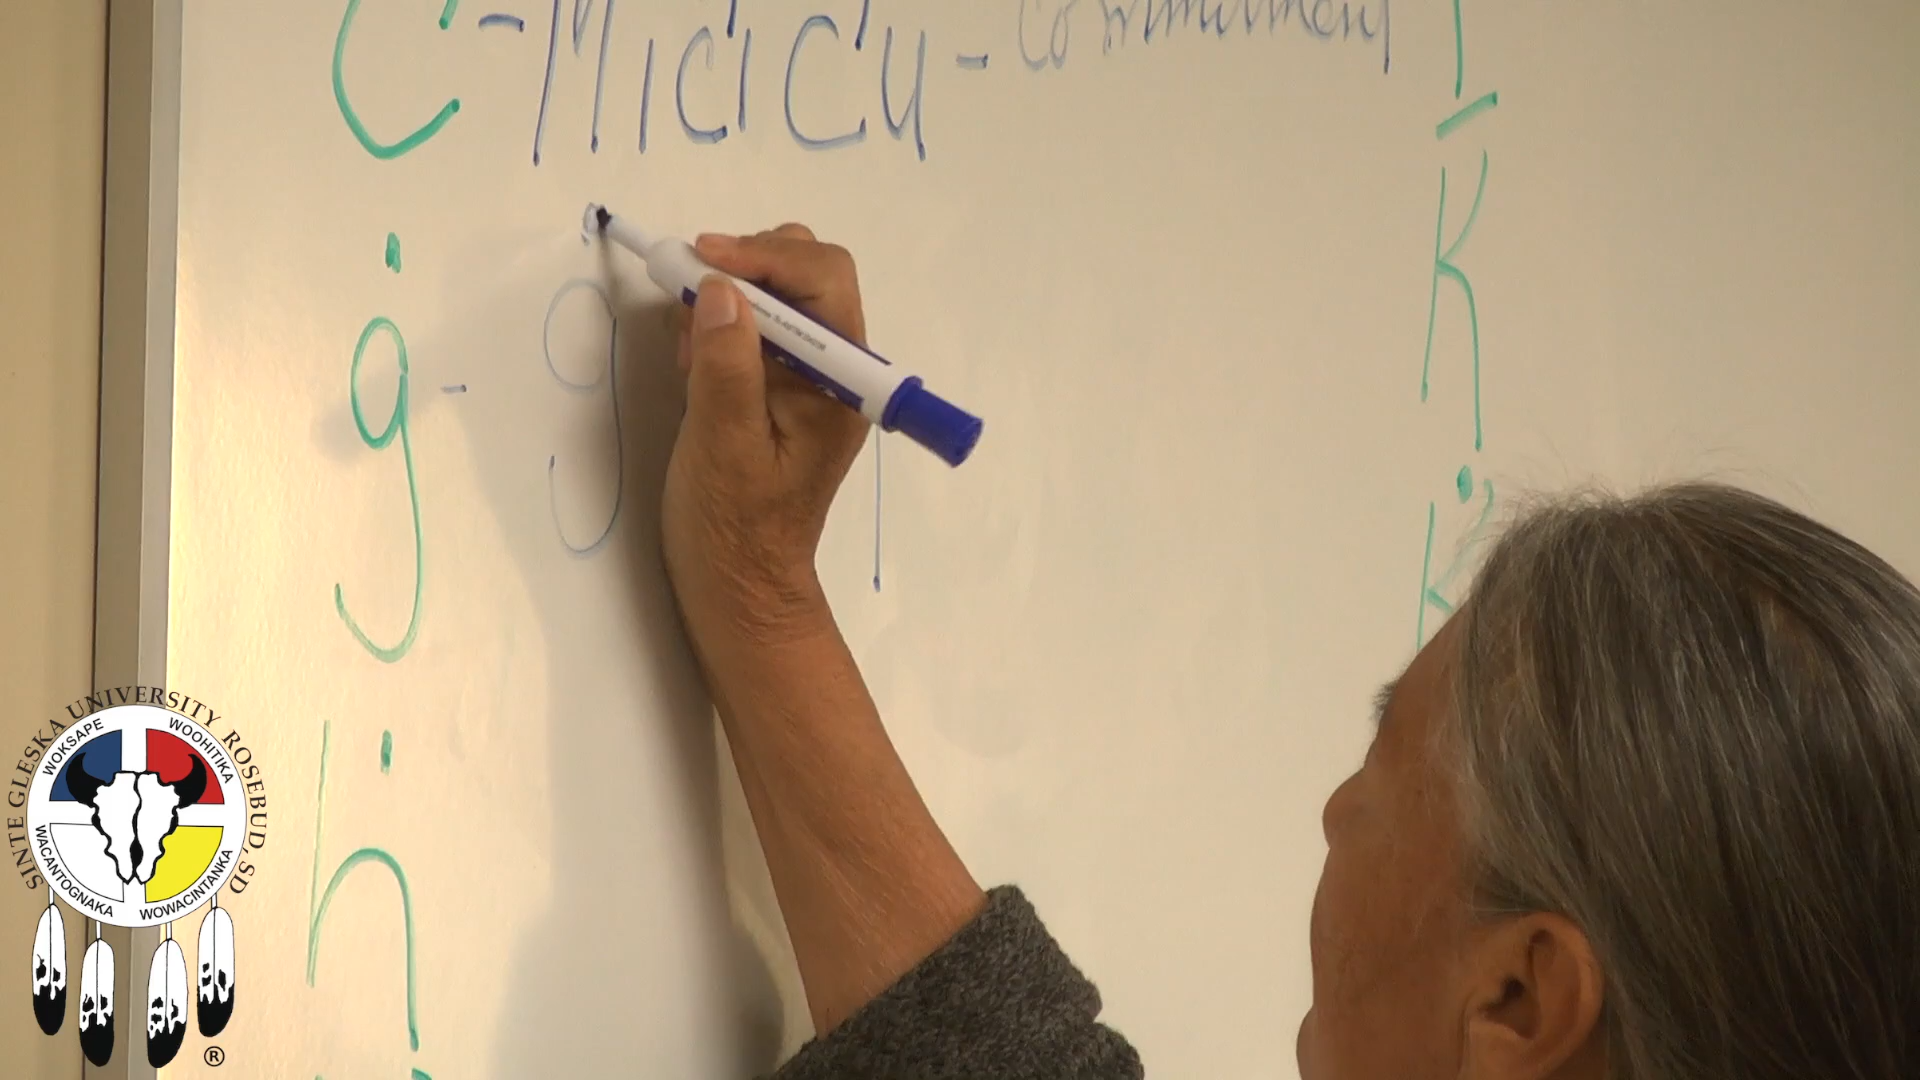 C' - Mici Cu - Commitment
K
ġ - g
K'
ḣ
SINTE GLESKA UNIVERSITY ROSEBUD, SD
WOKSAPE
WOOHITIKA
WACANTOGNAKA
WOWACINTANKA
®